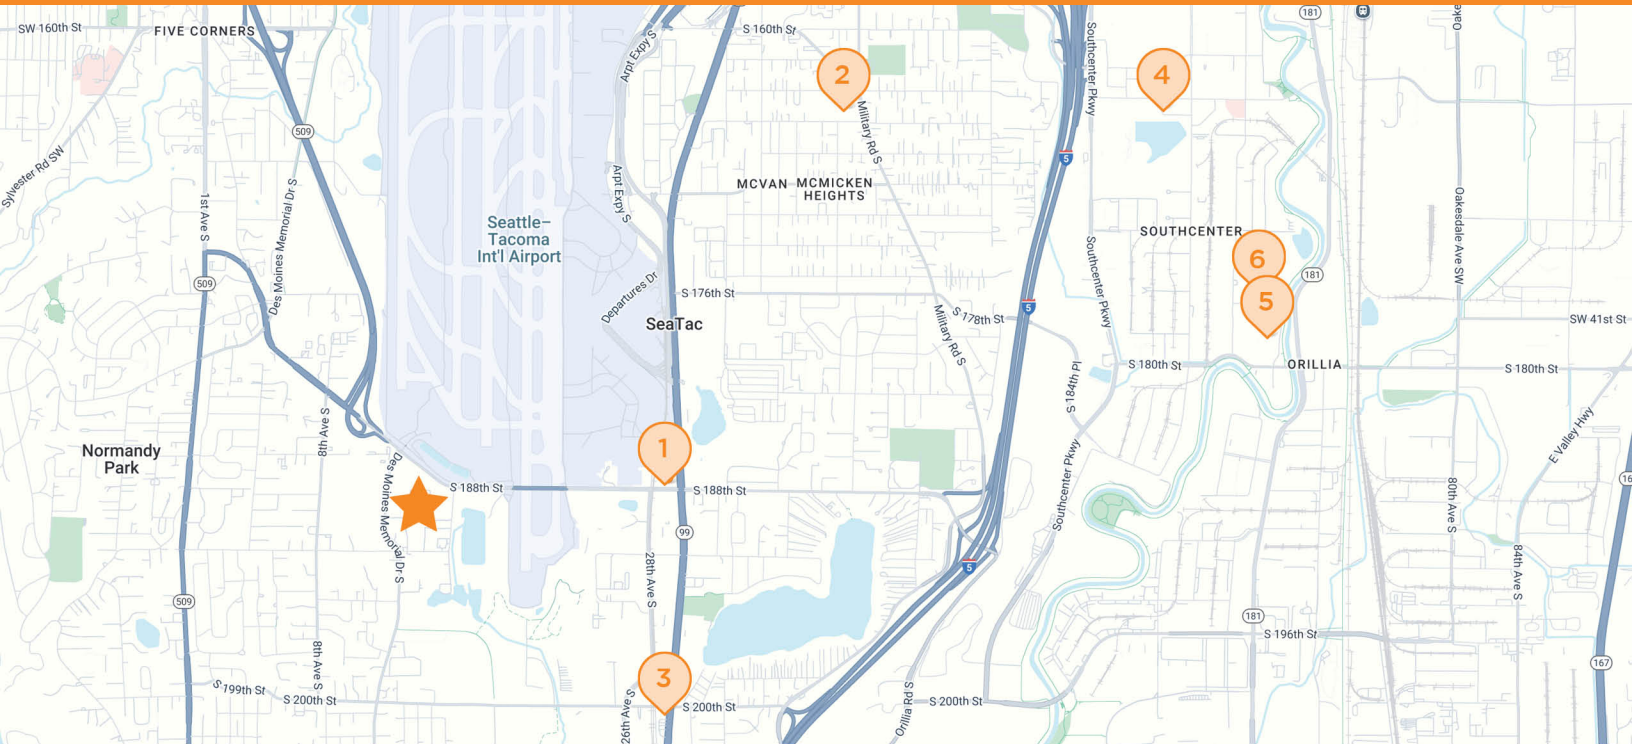 SW 160th St
FIVE CORNERS
Arpt Expy S
S 160th St
2
Southcenter Pkwy
4
181
Oakes
509
Military Rd S
5
Sylvester Rd SW
1st Ave S
Des Moines Memorial Dr S
Arpt Expy S
MCVAN
MCMICKEN
HEIGHTS
Oakesdale Ave SW
Seattle–
Tacoma
Int'l Airport
SOUTHCENTER
6
509
Departures Dr
S 176th St
Southcenter Pkwy
181
5
5
SeaTac
Military Rd S
S 178th St
SW 41st St
S 180th St
ORILLIA
S 180th St
S 184th Pl
8th Ave S
E Valley Hwy
Normandy
Park
1
Des Moines Memorial Dr S
S 188th St
S 188th St
Southcenter Pkwy
80th Ave S
16
99
28th Ave S
5
84th Ave S
509
181
S 196th St
8th Ave S
167
3
S 199th St
S 200th St
26th Ave S
S 200th St
Orillia Rd S
S 200th St